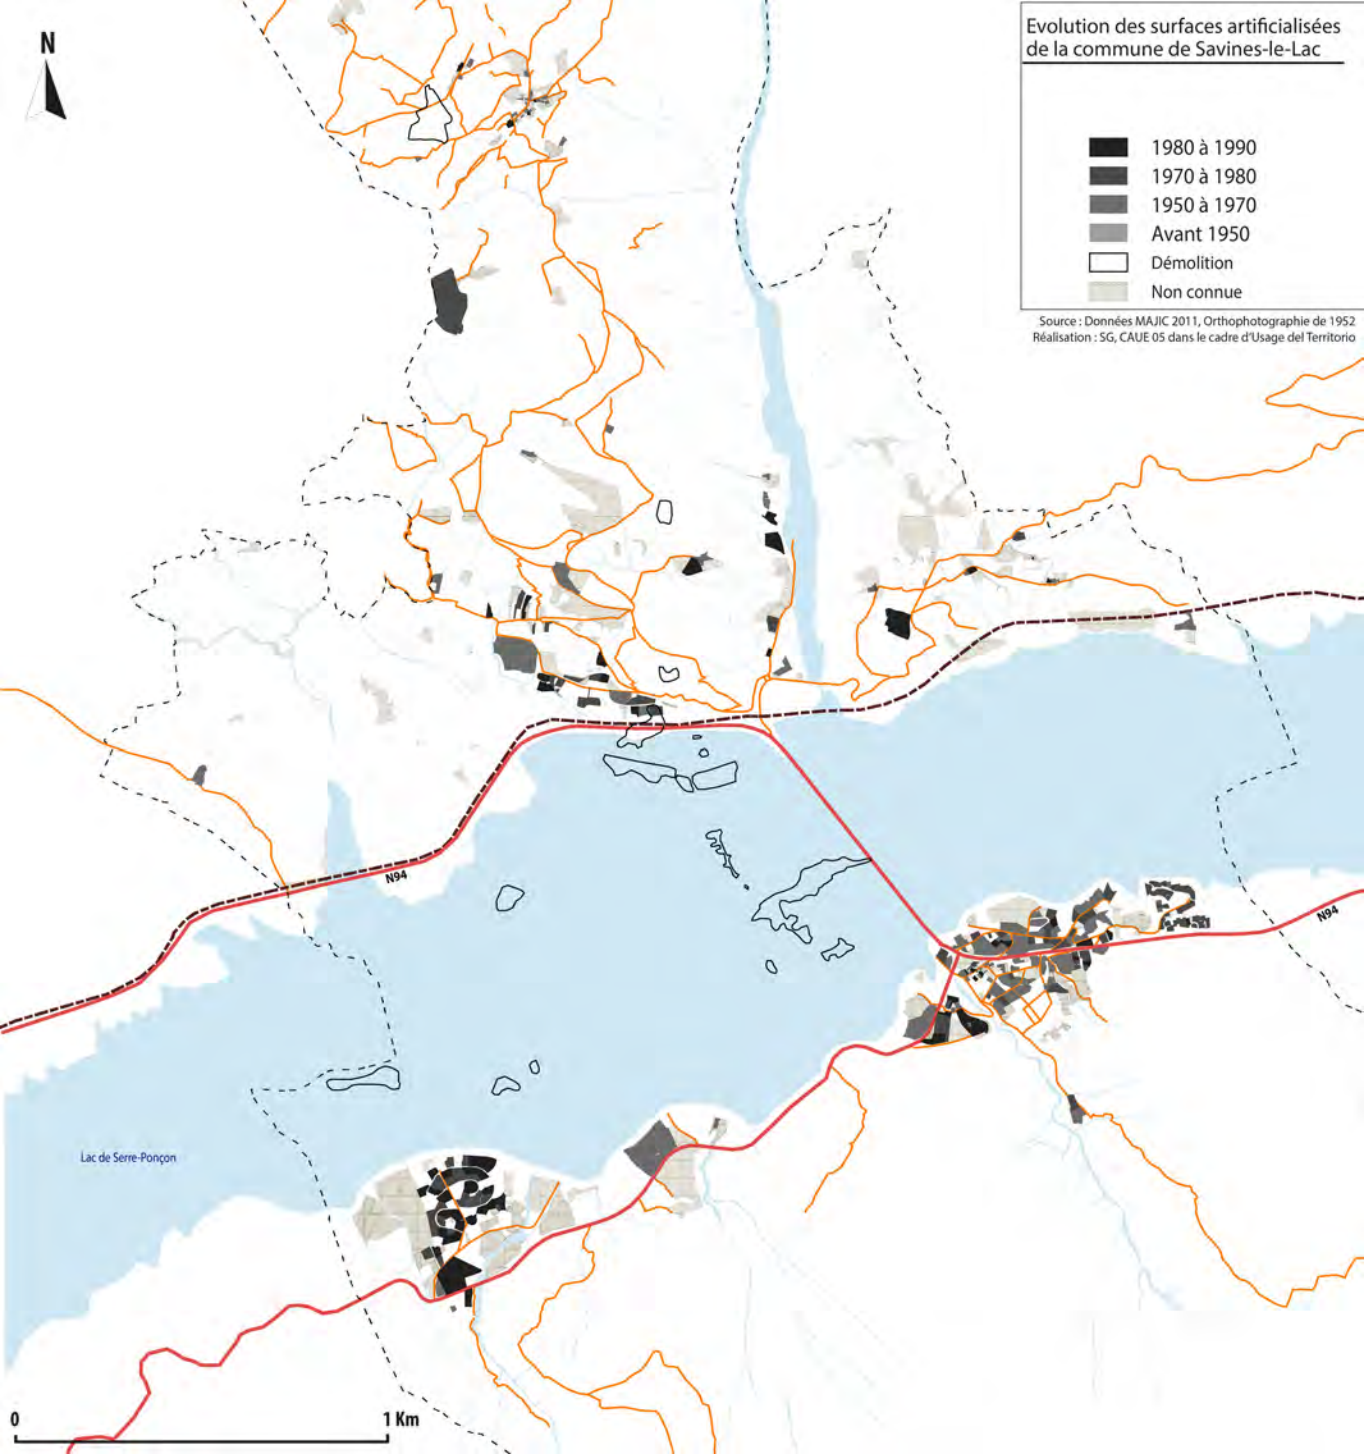 N
Evolution des surfaces artificialisées
de la commune de Savines-le-Lac
1980 à 1990
1970 à 1980
1950 à 1970
Avant 1950
Démolition
Non connue
Source : Données MAJIC 2011, Orthophotographie de 1952
Réalisation : SG, CAUE 05 dans le cadre d'Usage del Territorio
N94
N94
Lac de Serre-Ponçon
0
1 Km